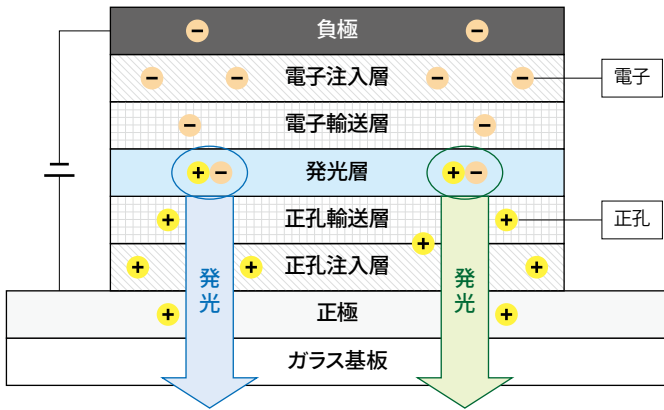 負極
電子注入層
電子
電子輸送層
発光層
正孔輸送層
正孔
正孔注入層
発光
発光
正極
ガラス基板